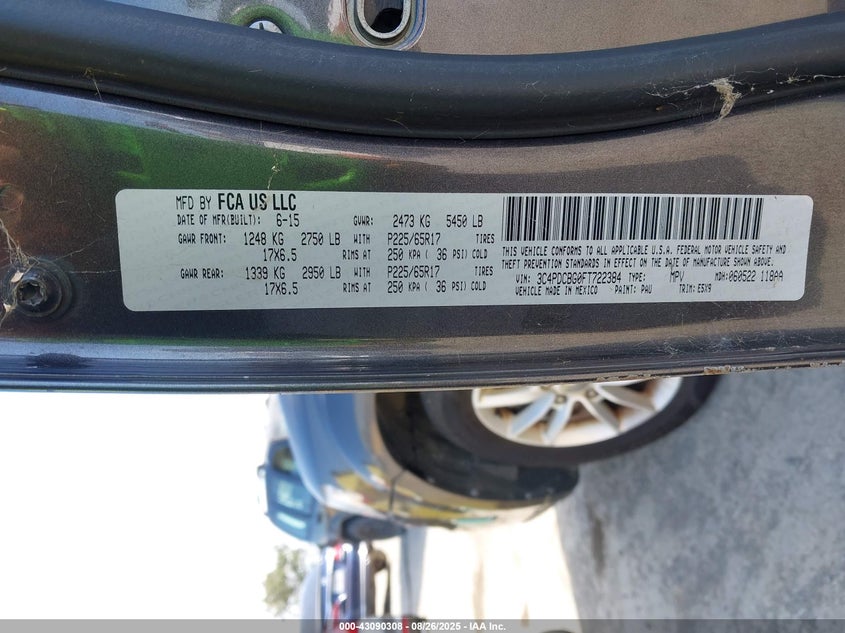 MFD BY FCA US LLC
DATE OF MFR(BUILT): 6-15 GVWR: 2473 KG 5450 LB
GAWR FRONT: 1248 KG 2750 LB WITH P225/65R17 TIRES
17X6.5 RIMS AT 250 KPA ( 36 PSI) COLD
GAWR REAR: 1339 KG 2950 LB WITH P225/65R17 TIRES
17X6.5 RIMS AT 250 KPA ( 36 PSI) COLD
THIS VEHICLE CONFORMS TO ALL APPLICABLE U.S.A. FEDERAL MOTOR VEHICLE SAFETY AND
THEFT PREVENTION STANDARDS IN EFFECT ON THE DATE OF MANUFACTURE SHOWN ABOVE.
VIN: 3C4PDCBG0FT722384 TYPE: MPV MDH: 060522 118AA
VEHICLE MADE IN MEXICO PAINT: PAU TRIM: E5X9
000-43090308 - 08/26/2025 - IAA Inc.